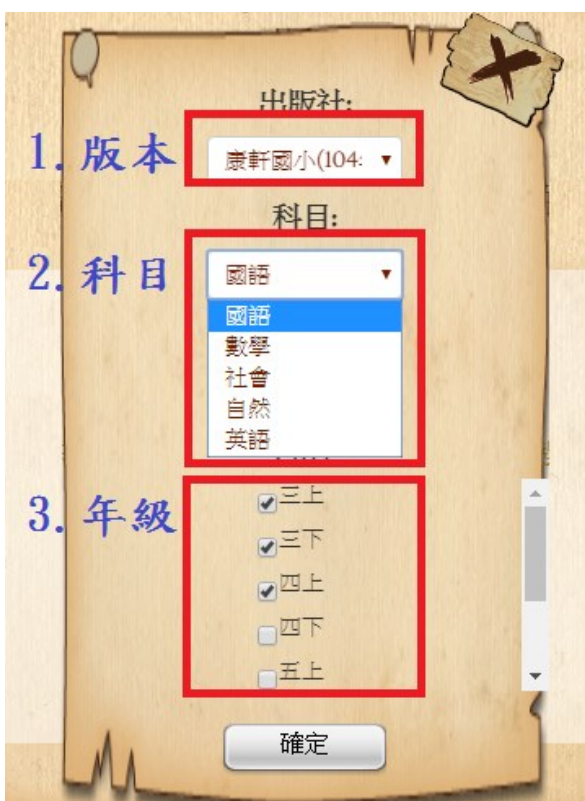 出版社:
1. 版本
康軒國小(104:
科目:
2. 科目
國語
國語
數學
社會
自然
英語
3. 年級
三上
三下
四上
四下
五上
確定